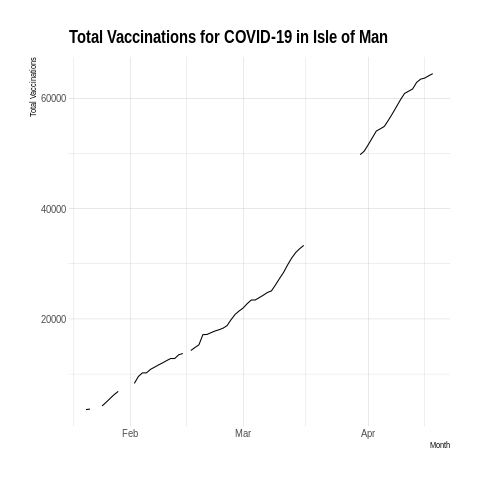 Total Vaccinations for COVID-19 in Isle of Man
Total Vaccinations
60000
40000
20000
Feb
Mar
Apr
Month